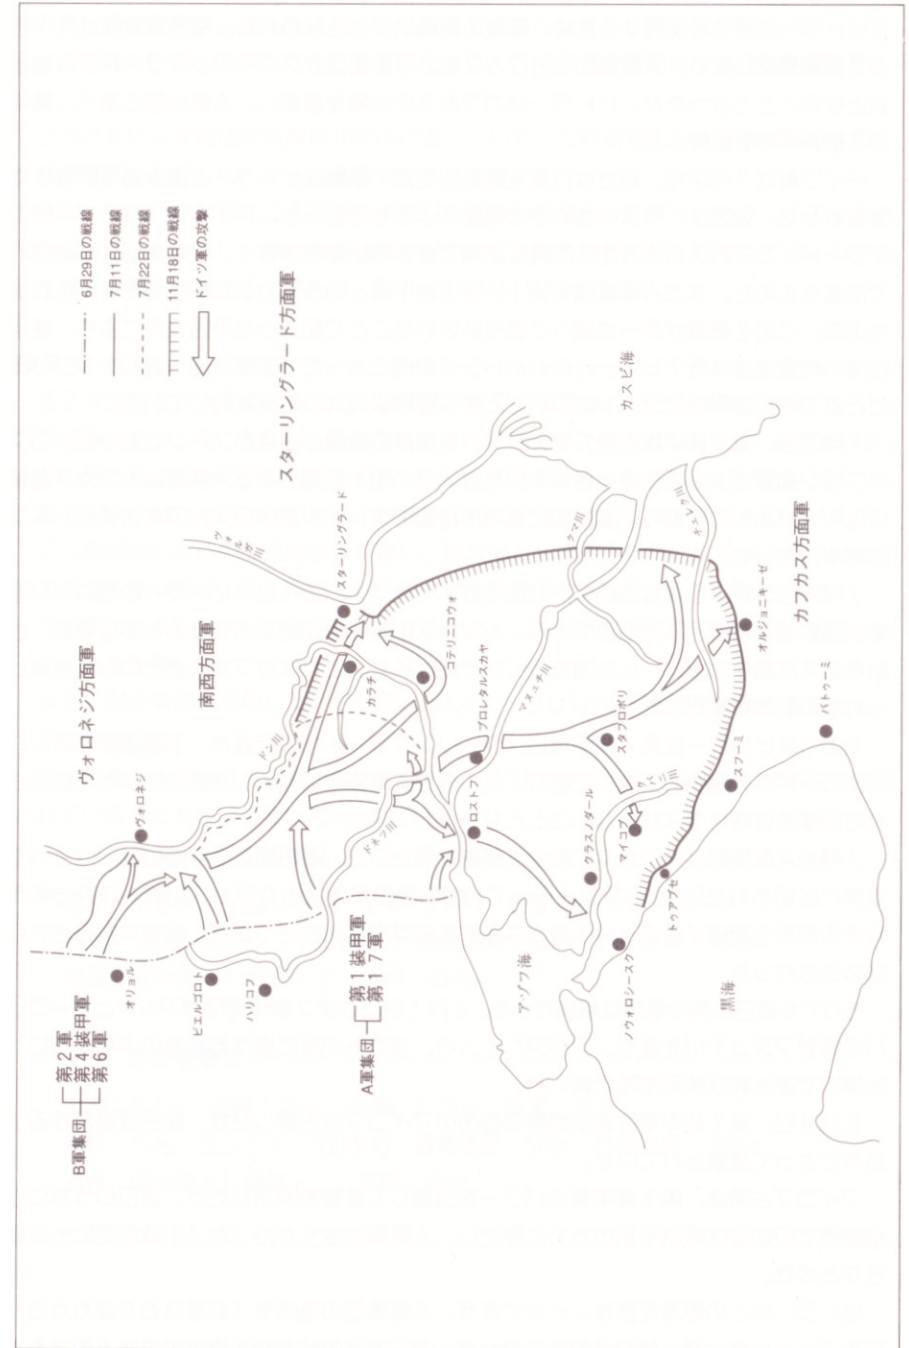 6月29日の戦線
7月11日の戦線
7月22日の戦線
11月18日の戦線
ドイツ軍の攻撃
ヴォロネジ方面軍
南西方面軍
スターリングラード方面軍
カフカス方面軍
B軍集団
第2軍
第4装甲軍
第6軍
A軍集団
第1装甲軍
第17軍
ヴォロネジ
オリョル
ビエルゴロト
ハリコフ
ドン川
ドネツ川
ヴォルガ川
スターリングラード
カラチ
コテリニコヴォ
プロレタルスカヤ
ロストフ
マヌュチ川
クマ川
カスピ海
スタブロポリ
クラスノダール
マイコプ
クバニ川
オルジョニキーゼ
アゾフ海
ノヴォロシースク
トゥアプセ
スフーミ
バトゥーミ
黒海